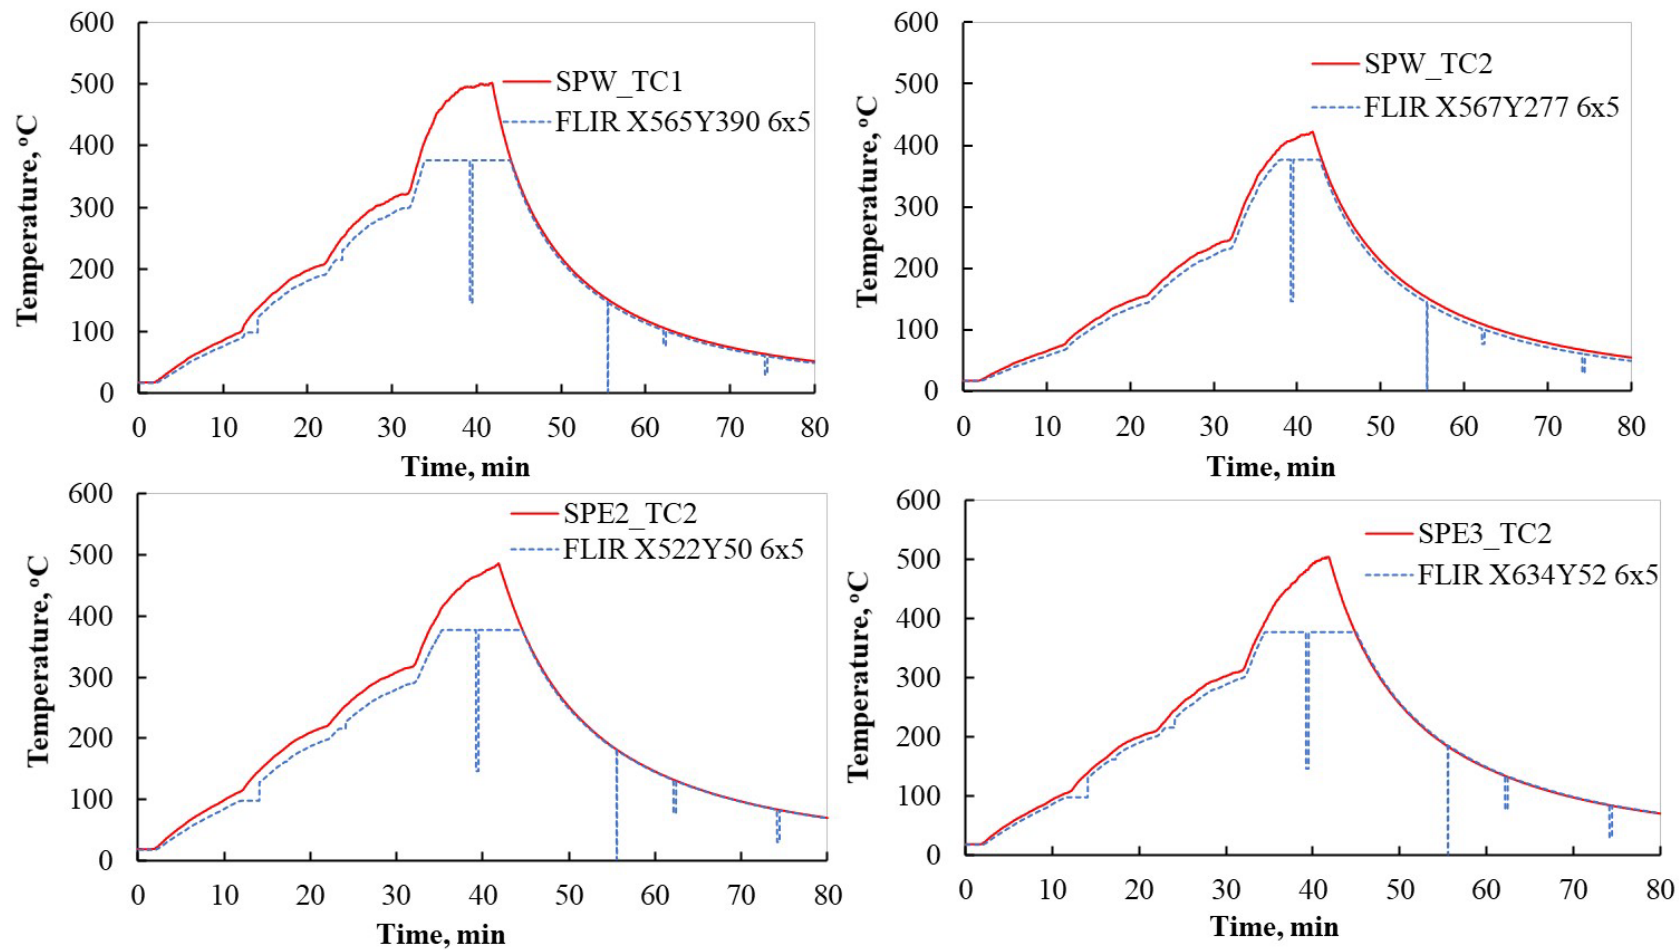 600
500
400
300
200
100
0
Temperature, °C
SPW_TC1
FLIR X565Y390 6x5
0 10 20 30 40 50 60 70 80
Time, min
600
500
400
300
200
100
0
Temperature, °C
SPW_TC2
FLIR X567Y277 6x5
0 10 20 30 40 50 60 70 80
Time, min
600
500
400
300
200
100
0
Temperature, °C
SPE2_TC2
FLIR X522Y50 6x5
0 10 20 30 40 50 60 70 80
Time, min
600
500
400
300
200
100
0
Temperature, °C
SPE3_TC2
FLIR X634Y52 6x5
0 10 20 30 40 50 60 70 80
Time, min